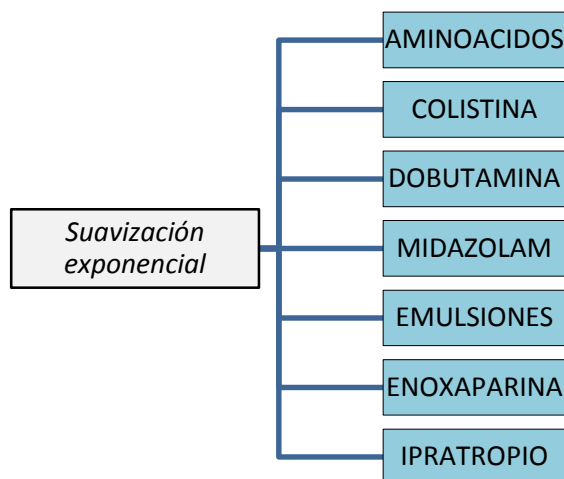 AMINOACIDOS
COLISTINA
DOBUTAMINA
Suavización
exponencial
MIDAZOLAM
EMULSIONES
ENOXAPARINA
IPRATROPIO